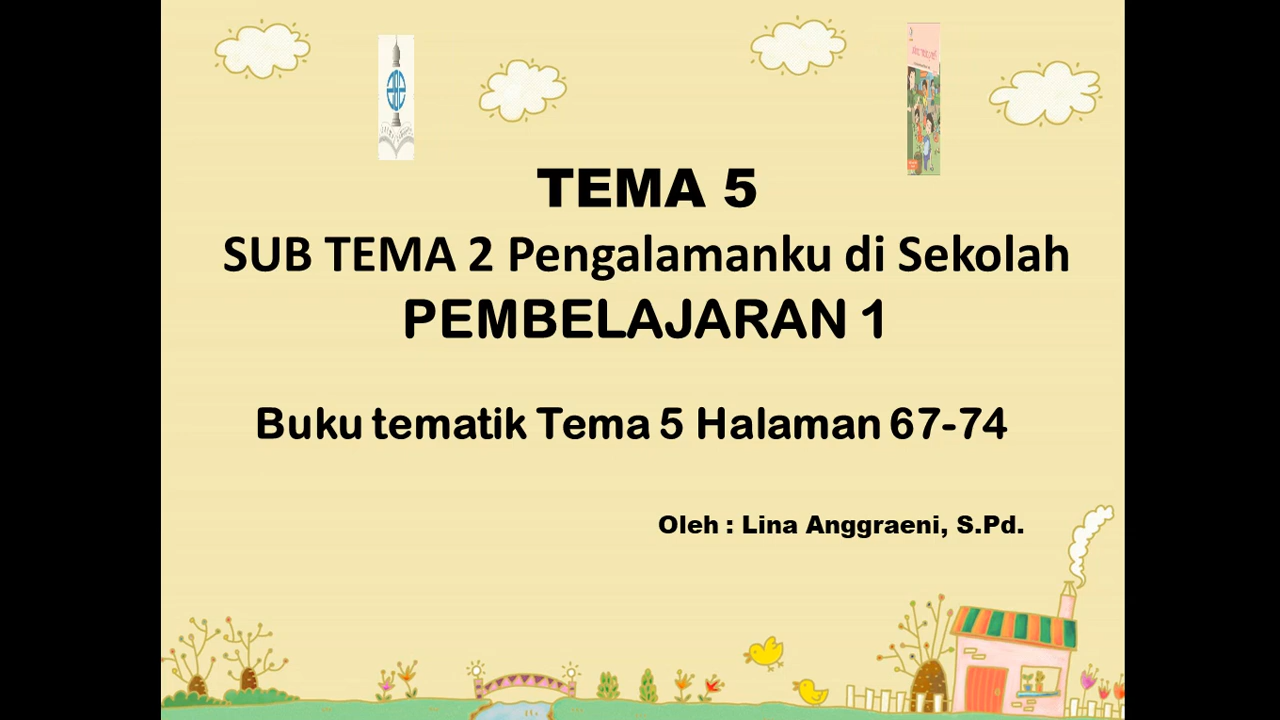 TEMA 5
SUB TEMA 2 Pengalamanku di Sekolah
PEMBELAJARAN 1
Buku tematik Tema 5 Halaman 67-74
Oleh : Lina Anggraeni, S.Pd.